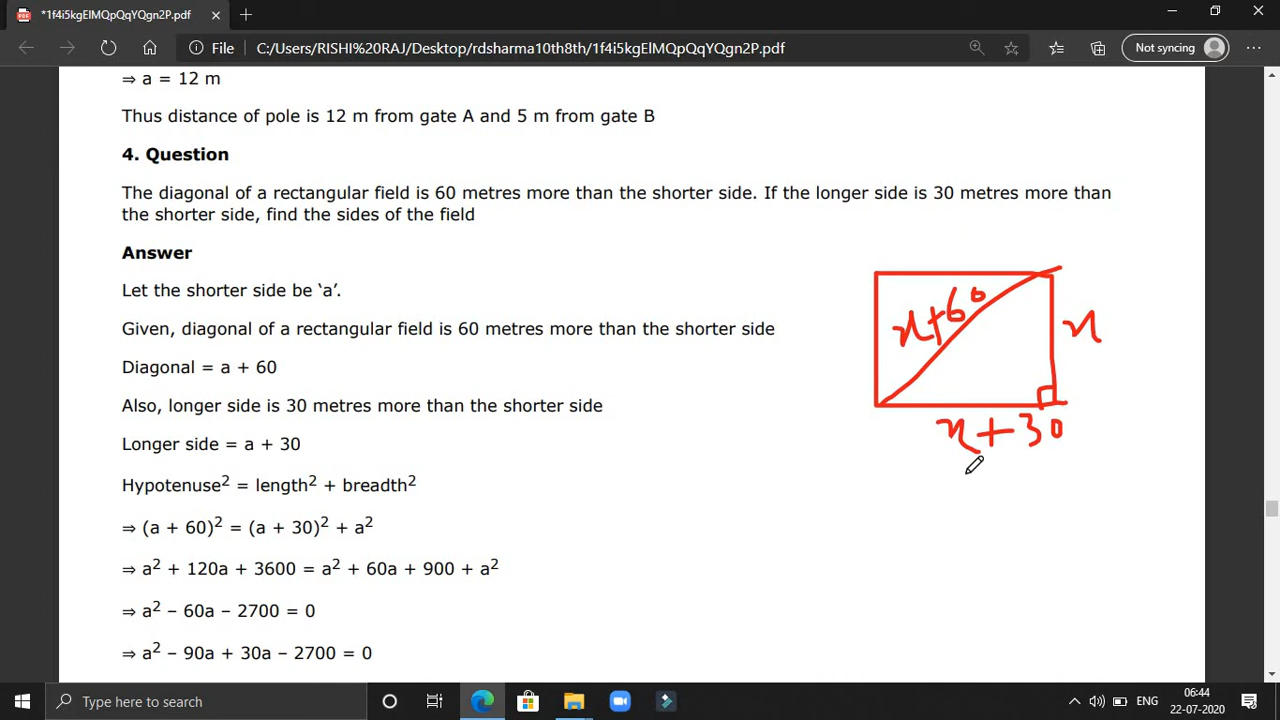 *1f4i5kgElMQpQqYQgn2P.pdf
File C:/Users/RISHI%20RAJ/Desktop/rdsharma10th8th/1f4i5kgElMQpQqYQgn2P.pdf Not syncing
⇒ a = 12 m
Thus distance of pole is 12 m from gate A and 5 m from gate B
4. Question
The diagonal of a rectangular field is 60 metres more than the shorter side. If the longer side is 30 metres more than
the shorter side, find the sides of the field
Answer
Let the shorter side be ‘a’.
Given, diagonal of a rectangular field is 60 metres more than the shorter side
Diagonal = a + 60
Also, longer side is 30 metres more than the shorter side
Longer side = a + 30
Hypotenuse² = length² + breadth²
⇒ (a + 60)² = (a + 30)² + a²
⇒ a² + 120a + 3600 = a² + 60a + 900 + a²
⇒ a² – 60a – 2700 = 0
⇒ a² – 90a + 30a – 2700 = 0
x+60
x
x+30
Type here to search
ENG
06:44
22-07-2020